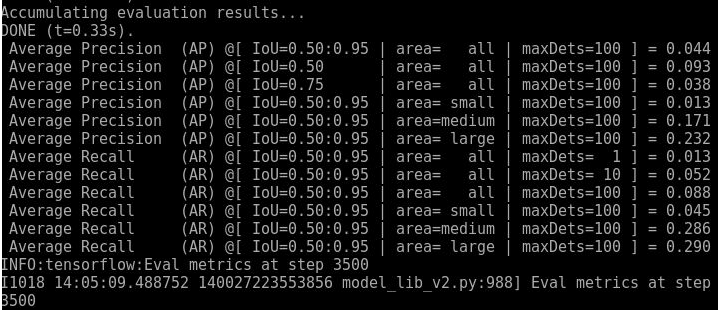 Accumulating evaluation results...
DONE (t=0.33s).
 Average Precision  (AP) @[ IoU=0.50:0.95 | area=   all | maxDets=100 ] = 0.044
 Average Precision  (AP) @[ IoU=0.50      | area=   all | maxDets=100 ] = 0.093
 Average Precision  (AP) @[ IoU=0.75      | area=   all | maxDets=100 ] = 0.038
 Average Precision  (AP) @[ IoU=0.50:0.95 | area= small | maxDets=100 ] = 0.013
 Average Precision  (AP) @[ IoU=0.50:0.95 | area=medium | maxDets=100 ] = 0.171
 Average Precision  (AP) @[ IoU=0.50:0.95 | area= large | maxDets=100 ] = 0.232
 Average Recall     (AR) @[ IoU=0.50:0.95 | area=   all | maxDets=  1 ] = 0.013
 Average Recall     (AR) @[ IoU=0.50:0.95 | area=   all | maxDets= 10 ] = 0.052
 Average Recall     (AR) @[ IoU=0.50:0.95 | area=   all | maxDets=100 ] = 0.088
 Average Recall     (AR) @[ IoU=0.50:0.95 | area= small | maxDets=100 ] = 0.045
 Average Recall     (AR) @[ IoU=0.50:0.95 | area=medium | maxDets=100 ] = 0.286
 Average Recall     (AR) @[ IoU=0.50:0.95 | area= large | maxDets=100 ] = 0.290
INFO:tensorflow:Eval metrics at step 3500
I1018 14:05:09.488752 140027223553856 model_lib_v2.py:988] Eval metrics at step
3500